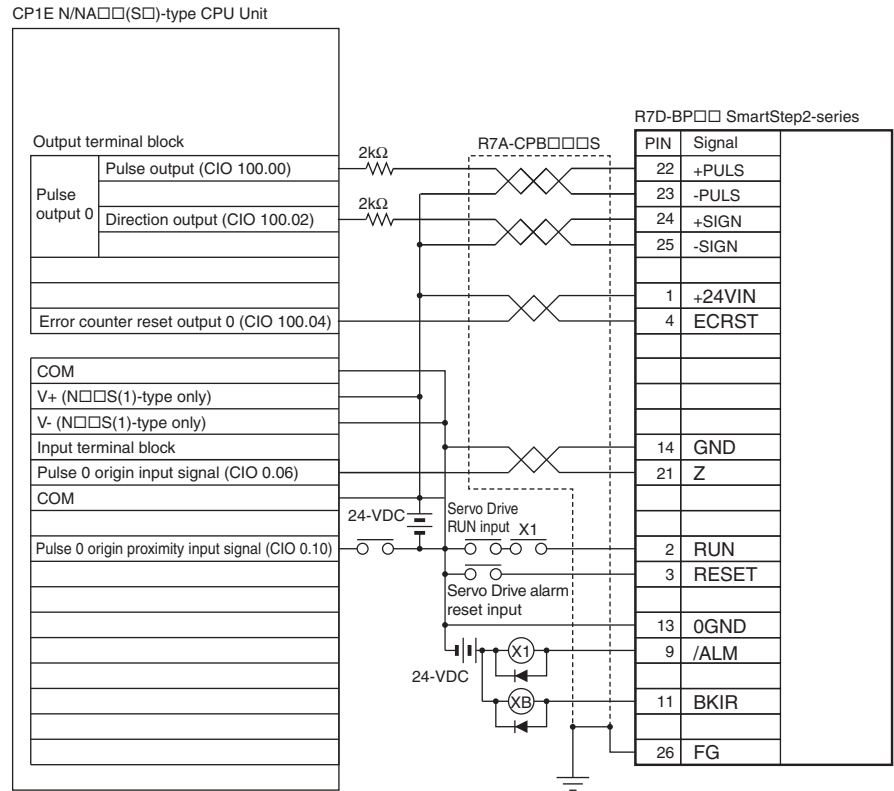 CP1E N/NA□□(S□)-type CPU Unit
R7D-BP□□ SmartStep2-series
Output terminal block
2kΩ
R7A-CPB□□□S
PIN Signal
Pulse output 0
Pulse output (CIO 100.00)
22 +PULS
23 -PULS
2kΩ
Direction output (CIO 100.02)
24 +SIGN
25 -SIGN
1 +24VIN
Error counter reset output 0 (CIO 100.04)
4 ECRST
COM
V+ (N□□S(1)-type only)
V- (N□□S(1)-type only)
Input terminal block
14 GND
Pulse 0 origin input signal (CIO 0.06)
21 Z
COM
24-VDC
Servo Drive
RUN input
X1
Pulse 0 origin proximity input signal (CIO 0.10)
2 RUN
3 RESET
Servo Drive alarm
reset input
13 0GND
X1
9 /ALM
24-VDC
XB
11 BKIR
26 FG